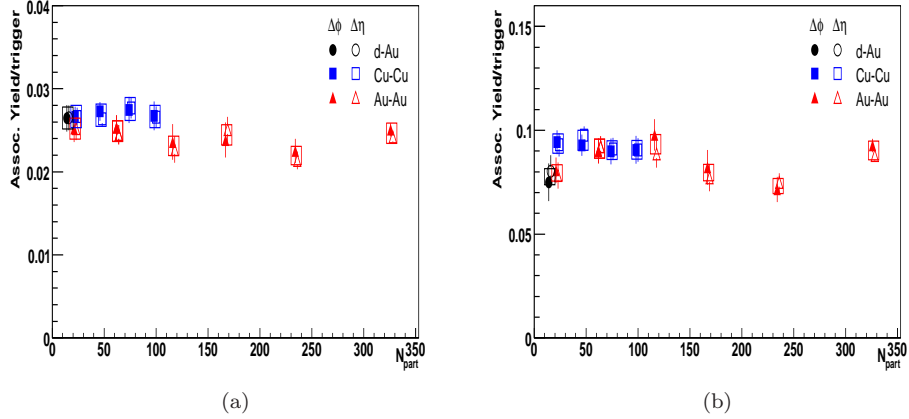 Assoc. Yield/trigger
0.04
0.03
0.02
0.01
0
0 50 100 150 200 250 300 350
N_part
Δϕ Δη
d-Au
Cu-Cu
Au-Au
(a)
Assoc. Yield/trigger
0.15
0.10
0.05
0
0 50 100 150 200 250 300 350
N_part
Δϕ Δη
d-Au
Cu-Cu
Au-Au
(b)